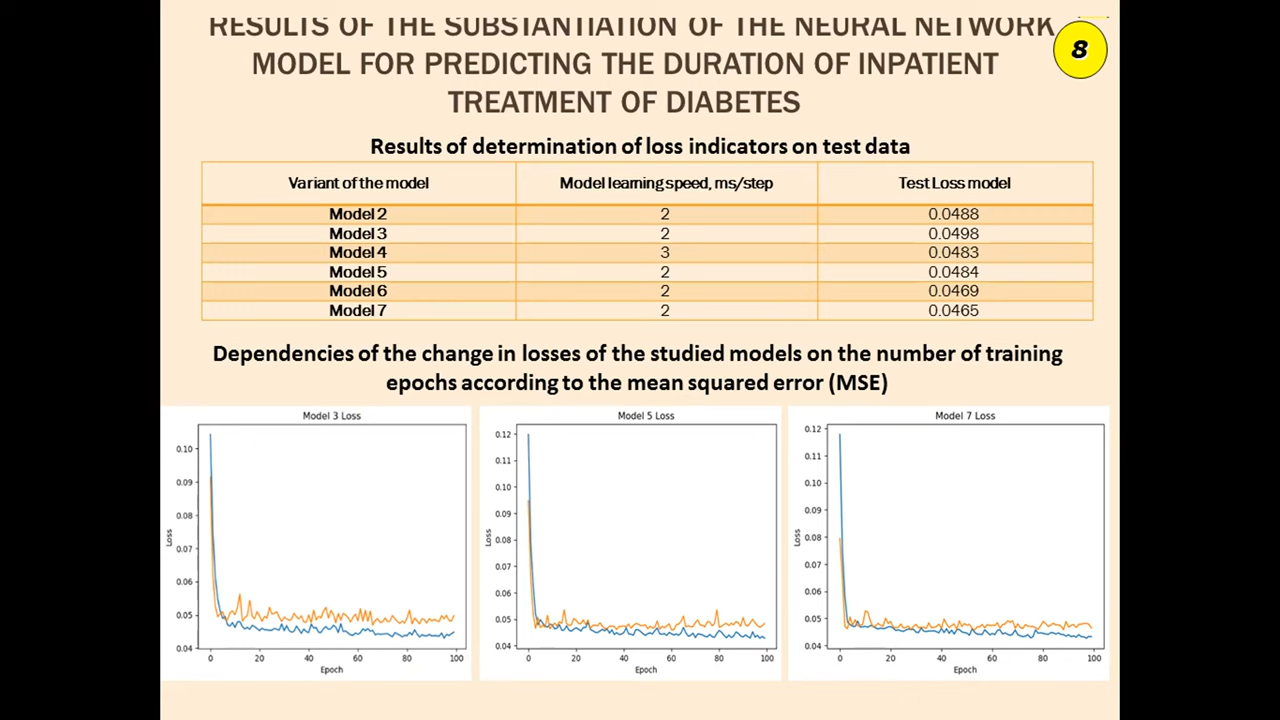 RESULTS OF THE SUBSTANTIATION OF THE NEURAL NETWORK
MODEL FOR PREDICTING THE DURATION OF INPATIENT
TREATMENT OF DIABETES
8
Results of determination of loss indicators on test data
Variant of the model Model learning speed, ms/step Test Loss model
Model 2 2 0.0488
Model 3 2 0.0498
Model 4 3 0.0483
Model 5 2 0.0484
Model 6 2 0.0469
Model 7 2 0.0465
Dependencies of the change in losses of the studied models on the number of training
epochs according to the mean squared error (MSE)
Model 3 Loss
0.10
0.09
0.08
0.07
0.06
0.05
0.04
Loss
0 20 40 60 80 100
Epoch
Model 5 Loss
0.12
0.11
0.10
0.09
0.08
0.07
0.06
0.05
0.04
Loss
0 20 40 60 80 100
Epoch
Model 7 Loss
0.12
0.11
0.10
0.09
0.08
0.07
0.06
0.05
0.04
Loss
0 20 40 60 80 100
Epoch